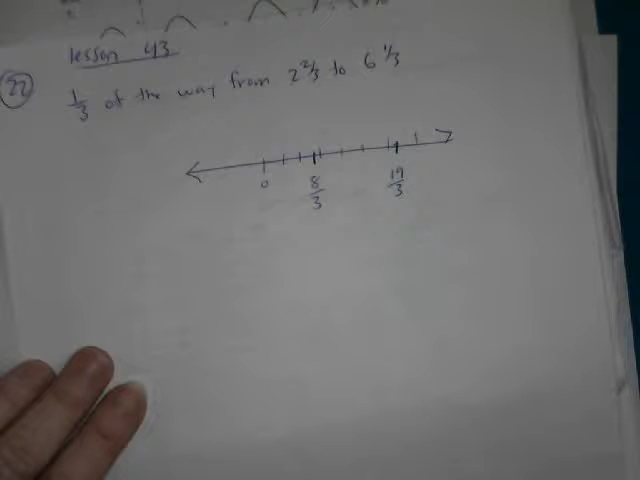 lesson 43
22 1/3 of the way from 2 2/3 to 6 1/3
0 8/3 19/3